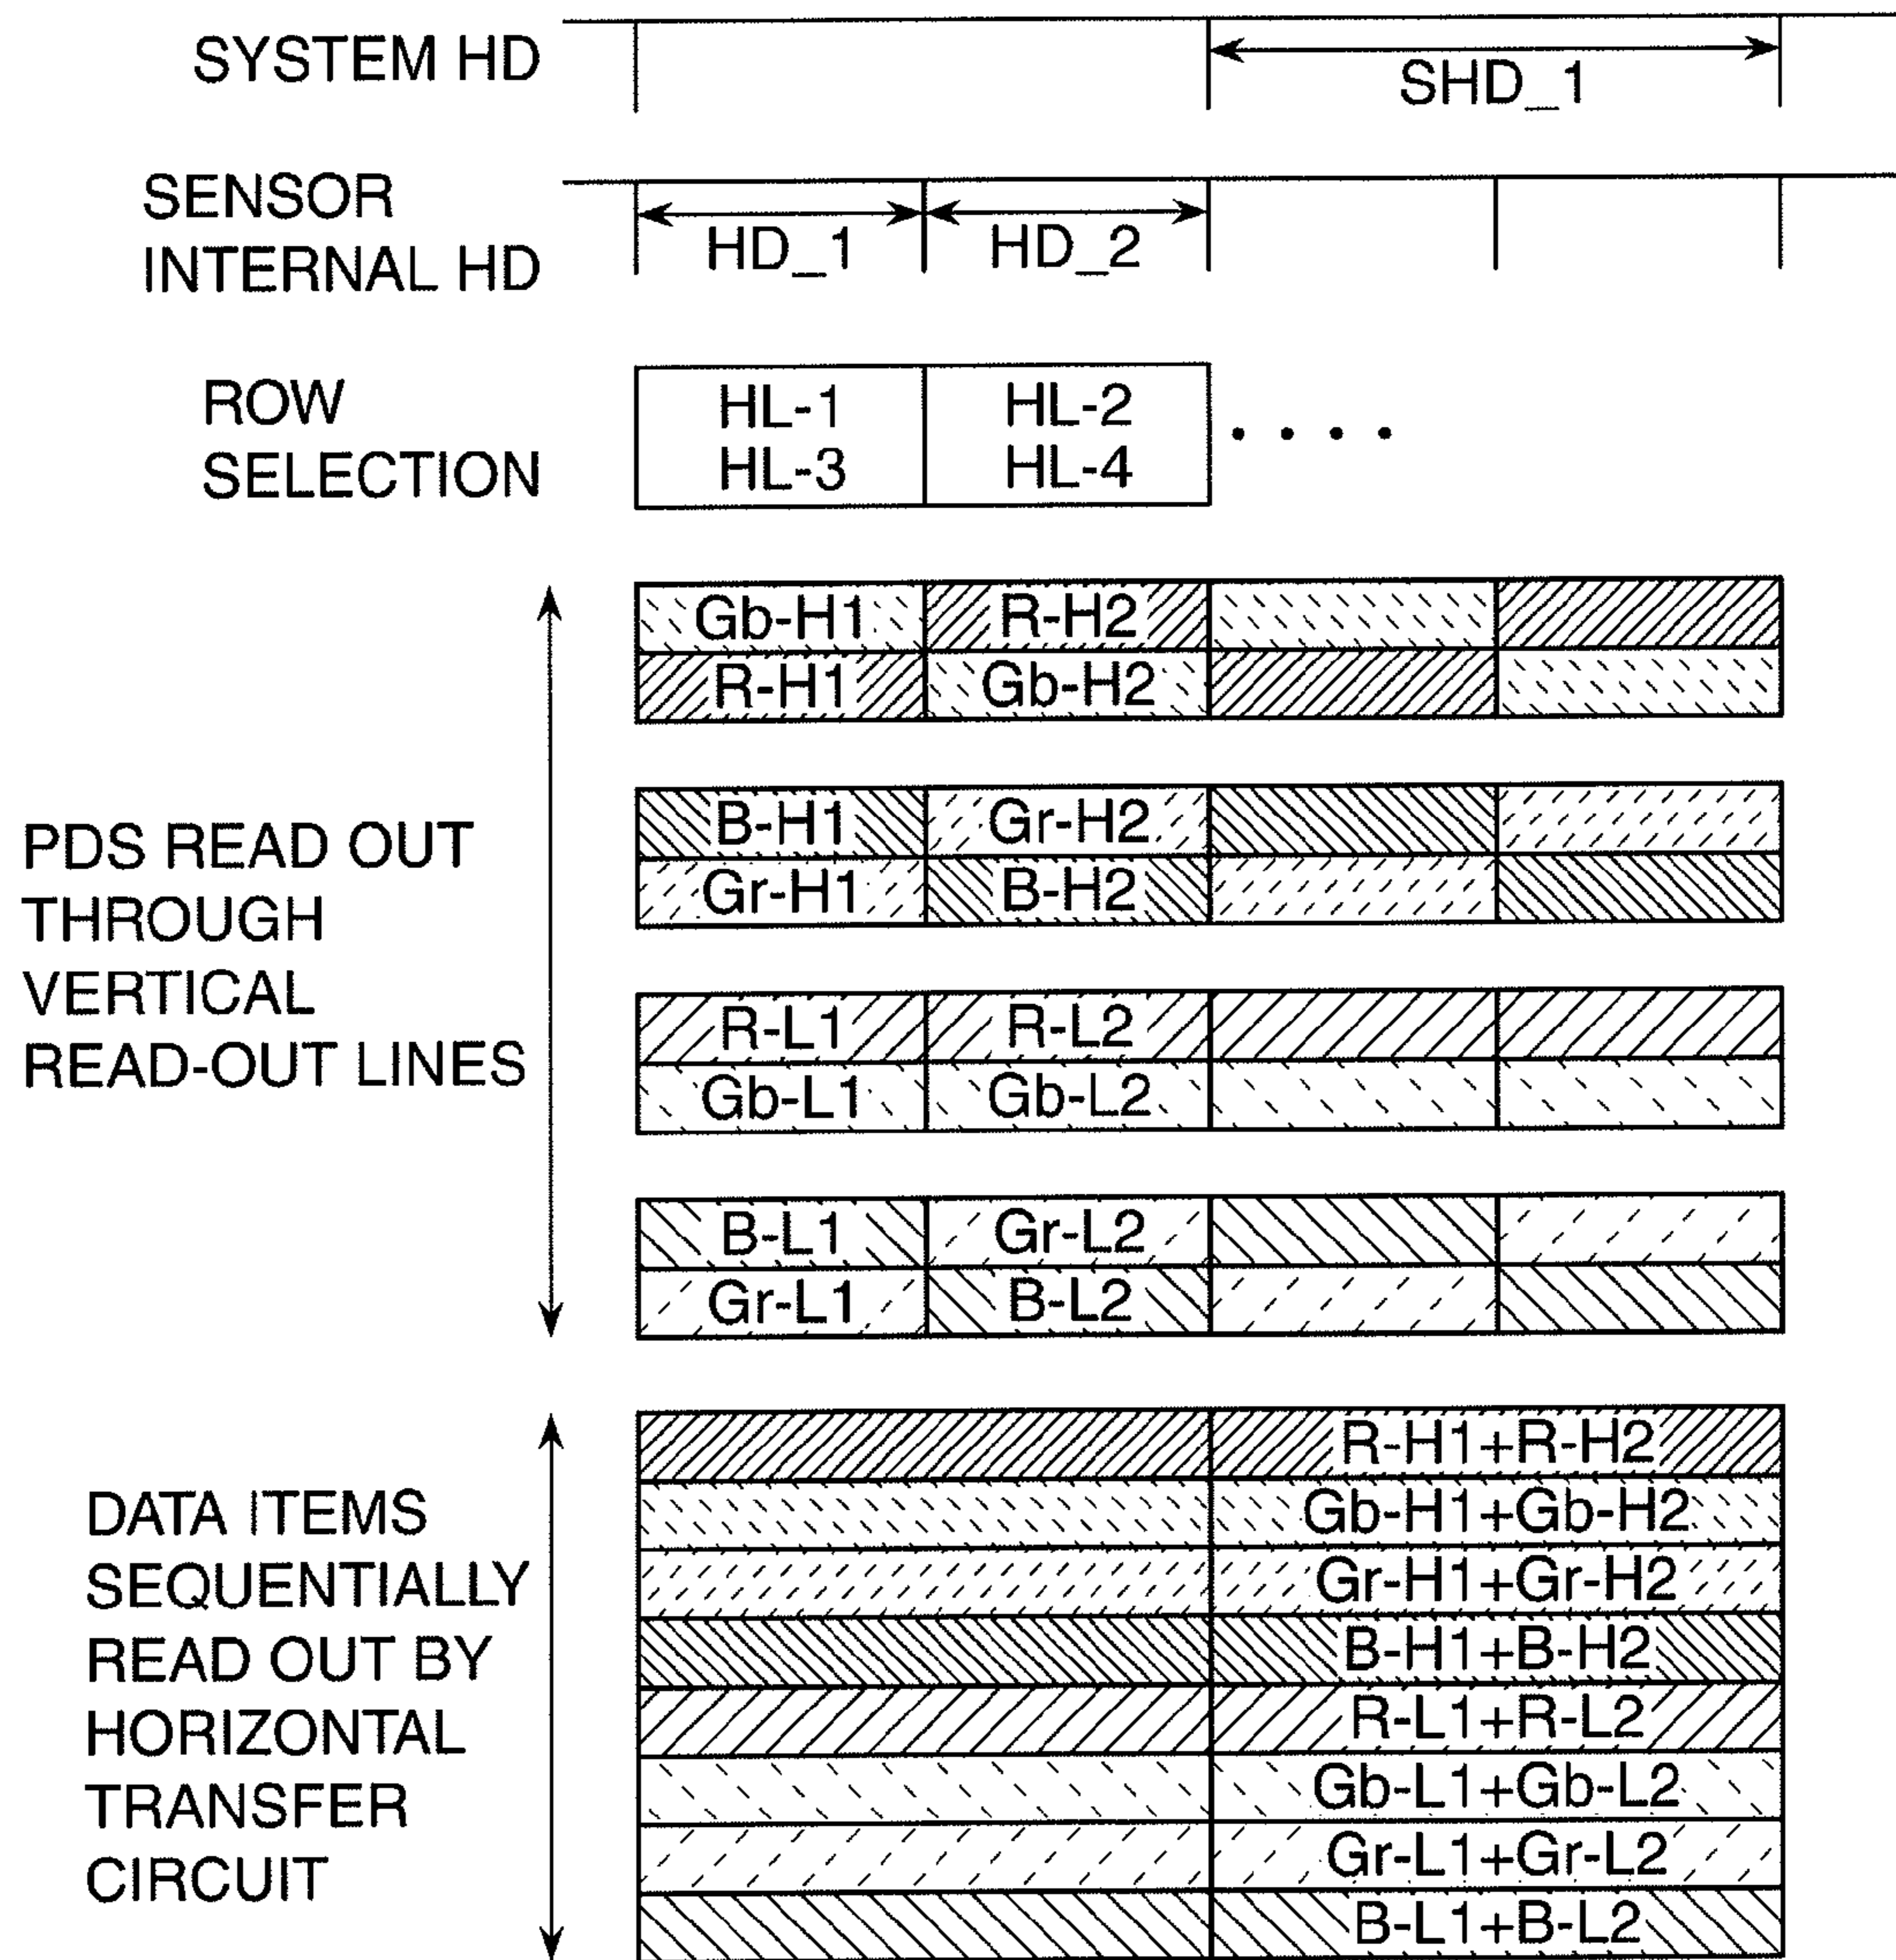 SYSTEM HD
SHD_1
SENSOR
INTERNAL HD
HD_1
HD_2
ROW
SELECTION
HL-1
HL-3
HL-2
HL-4
• • • •
PDS READ OUT
THROUGH
VERTICAL
READ-OUT LINES
Gb-H1
R-H2
R-H1
Gb-H2
B-H1
Gr-H2
Gr-H1
B-H2
R-L1
R-L2
Gb-L1
Gb-L2
B-L1
Gr-L2
Gr-L1
B-L2
DATA ITEMS
SEQUENTIALLY
READ OUT BY
HORIZONTAL
TRANSFER
CIRCUIT
R-H1+R-H2
Gb-H1+Gb-H2
Gr-H1+Gr-H2
B-H1+B-H2
R-L1+R-L2
Gb-L1+Gb-L2
Gr-L1+Gr-L2
B-L1+B-L2